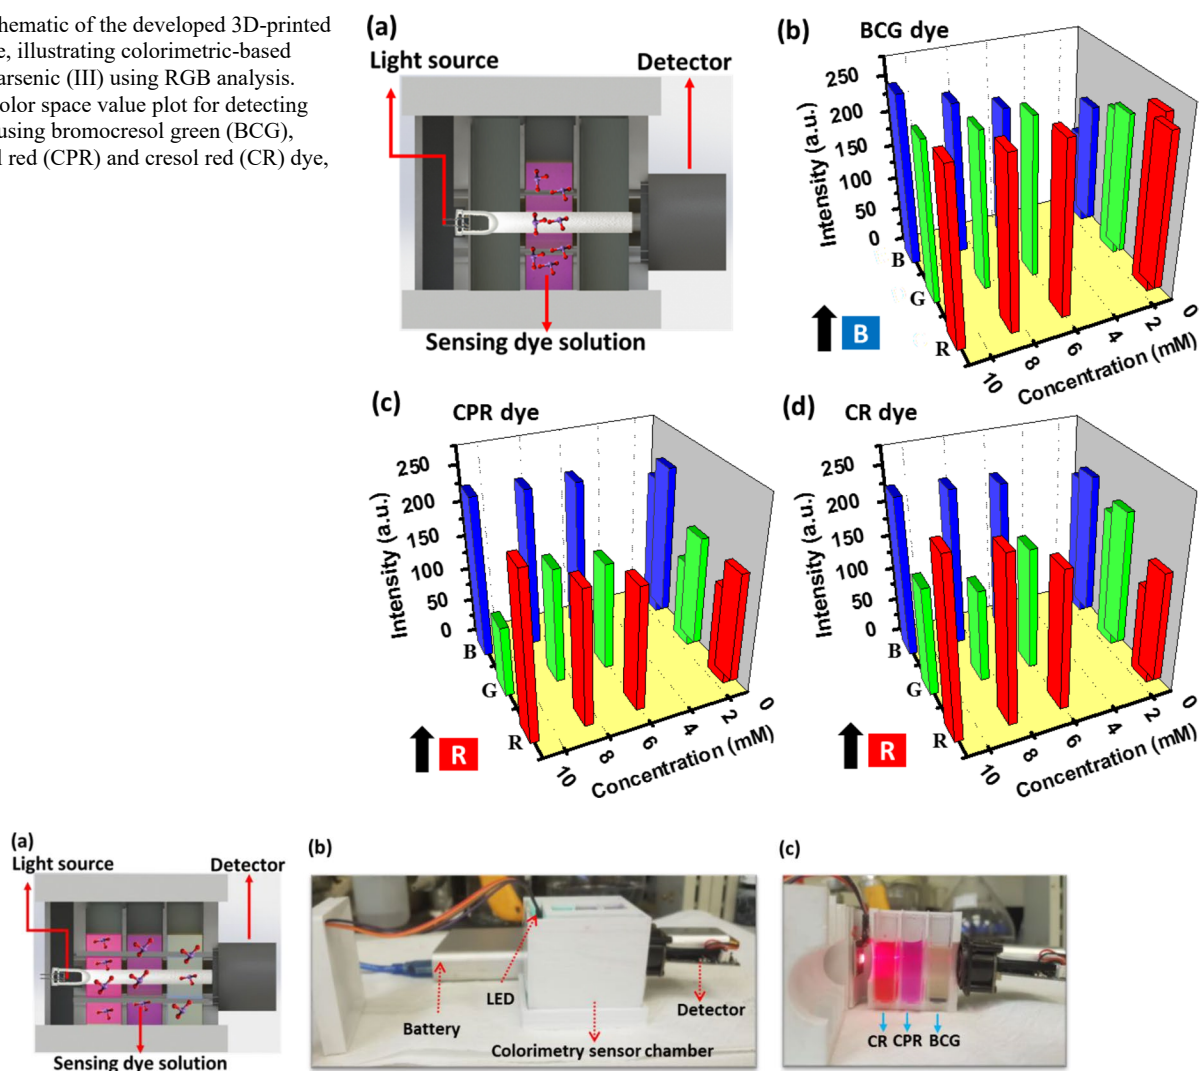 hematic of the developed 3D-printed
e, illustrating colorimetric-based
arsenic (III) using RGB analysis.
olor space value plot for detecting
using bromocresol green (BCG),
l red (CPR) and cresol red (CR) dye,
(a)
Light source
Detector
Sensing dye solution
(b)
BCG dye
Intensity (a.u.)
250
200
150
100
50
0
B
G
R
10
8
6
4
2
0
Concentration (mM)
B
(c)
CPR dye
Intensity (a.u.)
250
200
150
100
50
0
B
G
R
10
8
6
4
2
0
Concentration (mM)
R
(d)
CR dye
Intensity (a.u.)
250
200
150
100
50
0
B
G
R
10
8
6
4
2
0
Concentration (mM)
R
(a)
Light source
Detector
Sensing dye solution
(b)
LED
Battery
Detector
Colorimetry sensor chamber
(c)
CR CPR BCG